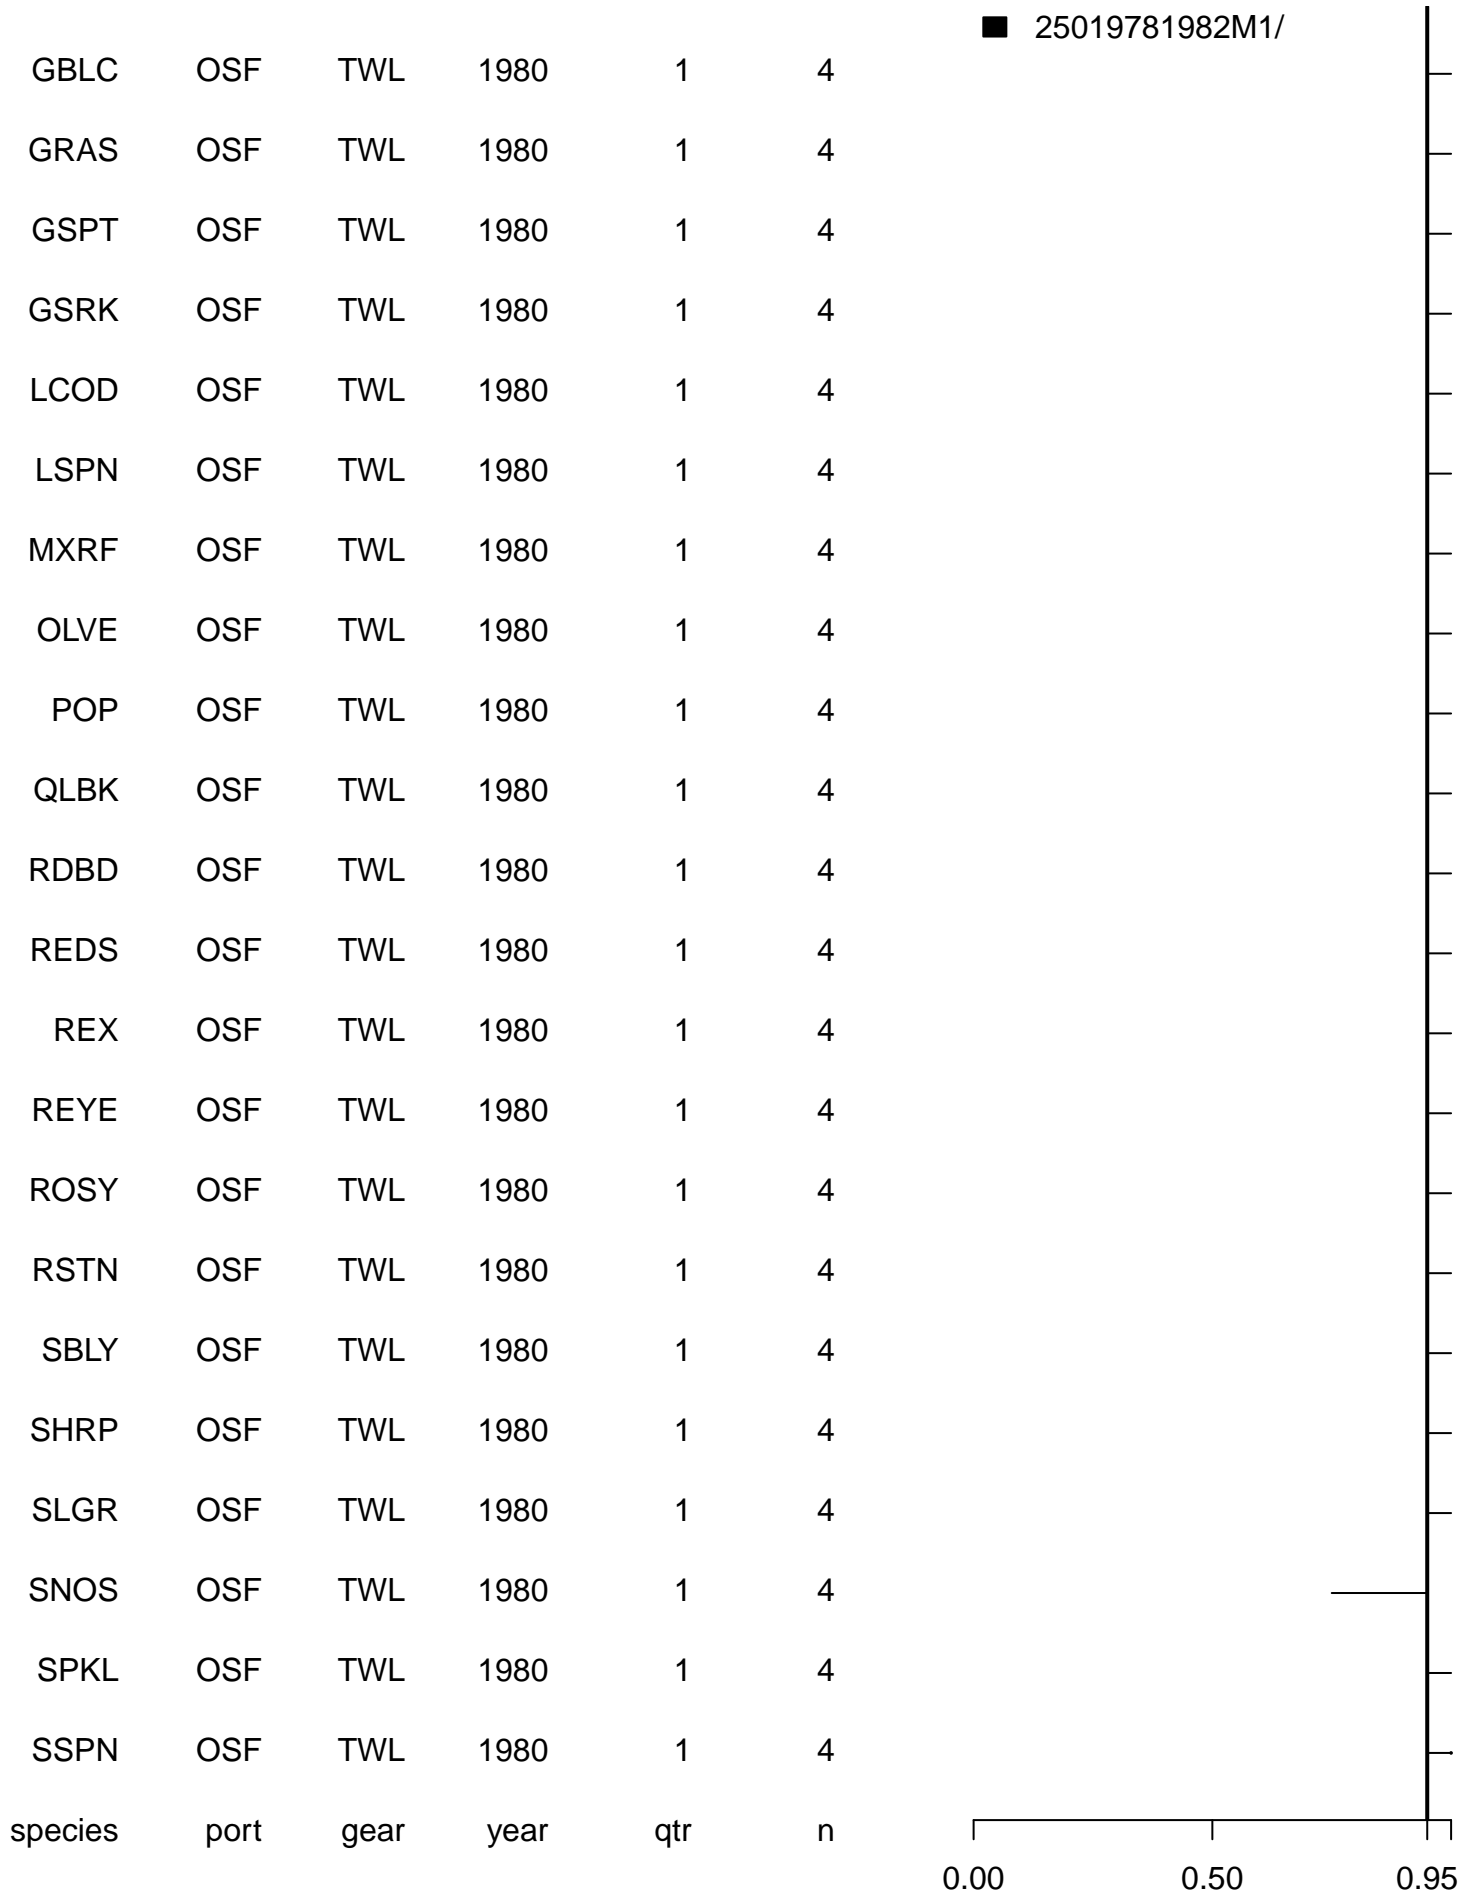 25019781982M1/
GBLC OSF TWL 1980 1 4
GRAS OSF TWL 1980 1 4
GSPT OSF TWL 1980 1 4
GSRK OSF TWL 1980 1 4
LCOD OSF TWL 1980 1 4
LSPN OSF TWL 1980 1 4
MXRF OSF TWL 1980 1 4
OLVE OSF TWL 1980 1 4
POP OSF TWL 1980 1 4
QLBK OSF TWL 1980 1 4
RDBD OSF TWL 1980 1 4
REDS OSF TWL 1980 1 4
REX OSF TWL 1980 1 4
REYE OSF TWL 1980 1 4
ROSY OSF TWL 1980 1 4
RSTN OSF TWL 1980 1 4
SBLY OSF TWL 1980 1 4
SHRP OSF TWL 1980 1 4
SLGR OSF TWL 1980 1 4
SNOS OSF TWL 1980 1 4
SPKL OSF TWL 1980 1 4
SSPN OSF TWL 1980 1 4
species port gear year qtr n
0.00 0.50 0.95